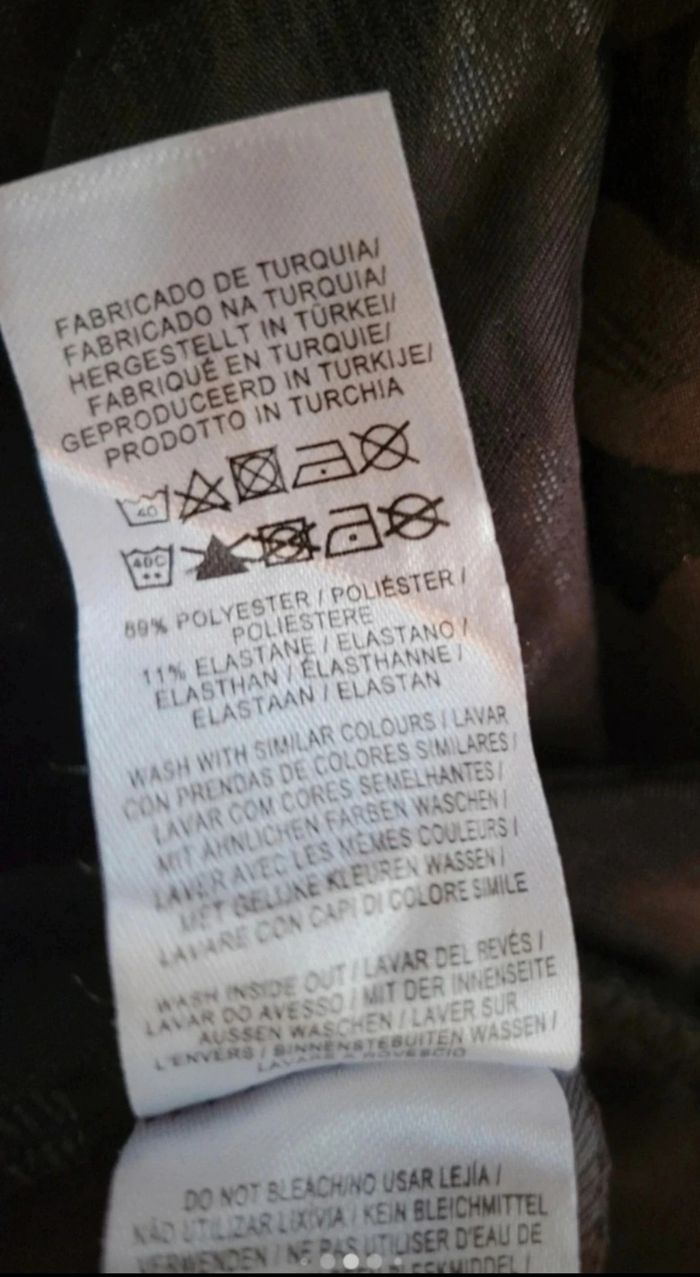 FABRICADO DE TURQUIA/
FABRICADO NA TURQUIA/
HERGESTELLT IN TÜRKEI/
FABRIQUÉ EN TURQUIE/
GEPRODUCEERD IN TURKIJE/
PRODOTTO IN TURCHIA
40
40C
89% POLYESTER / POLIÉSTER /
POLIESTERE
11% ELASTANE / ELASTANO /
ELASTHAN / ÉLASTHANNE /
ELASTAAN / ELASTAN
WASH WITH SIMILAR COLOURS / LAVAR
CON PRENDAS DE COLORES SIMILARES /
LAVAR COM CORES SEMELHANTES /
MIT ÄHNLICHEN FARBEN WASCHEN /
LAVER AVEC LES MÊMES COULEURS /
MET GELIJKE KLEUREN WASSEN /
LAVARE CON CAPI DI COLORE SIMILE
WASH INSIDE OUT / LAVAR DEL REVÉS /
LAVAR DO AVESSO / MIT DER INNENSEITE
AUSSEN WASCHEN / LAVER SUR
L'ENVERS / BINNENSTEBUITEN WASSEN /
LAVARE A ROVESCIO
DO NOT BLEACH/NO USAR LEJÍA /
NÃO UTILIZAR LIXÍVIA / KEIN BLEICHMITTEL
VERWENDEN / NE PAS UTILISER D'EAU DE
BLEEKMIDDEL /